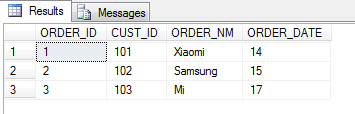 Results Messages
ORDER_ID CUST_ID ORDER_NM ORDER_DATE
1 1 101 Xiaomi 14
2 2 102 Samsung 15
3 3 103 Mi 17